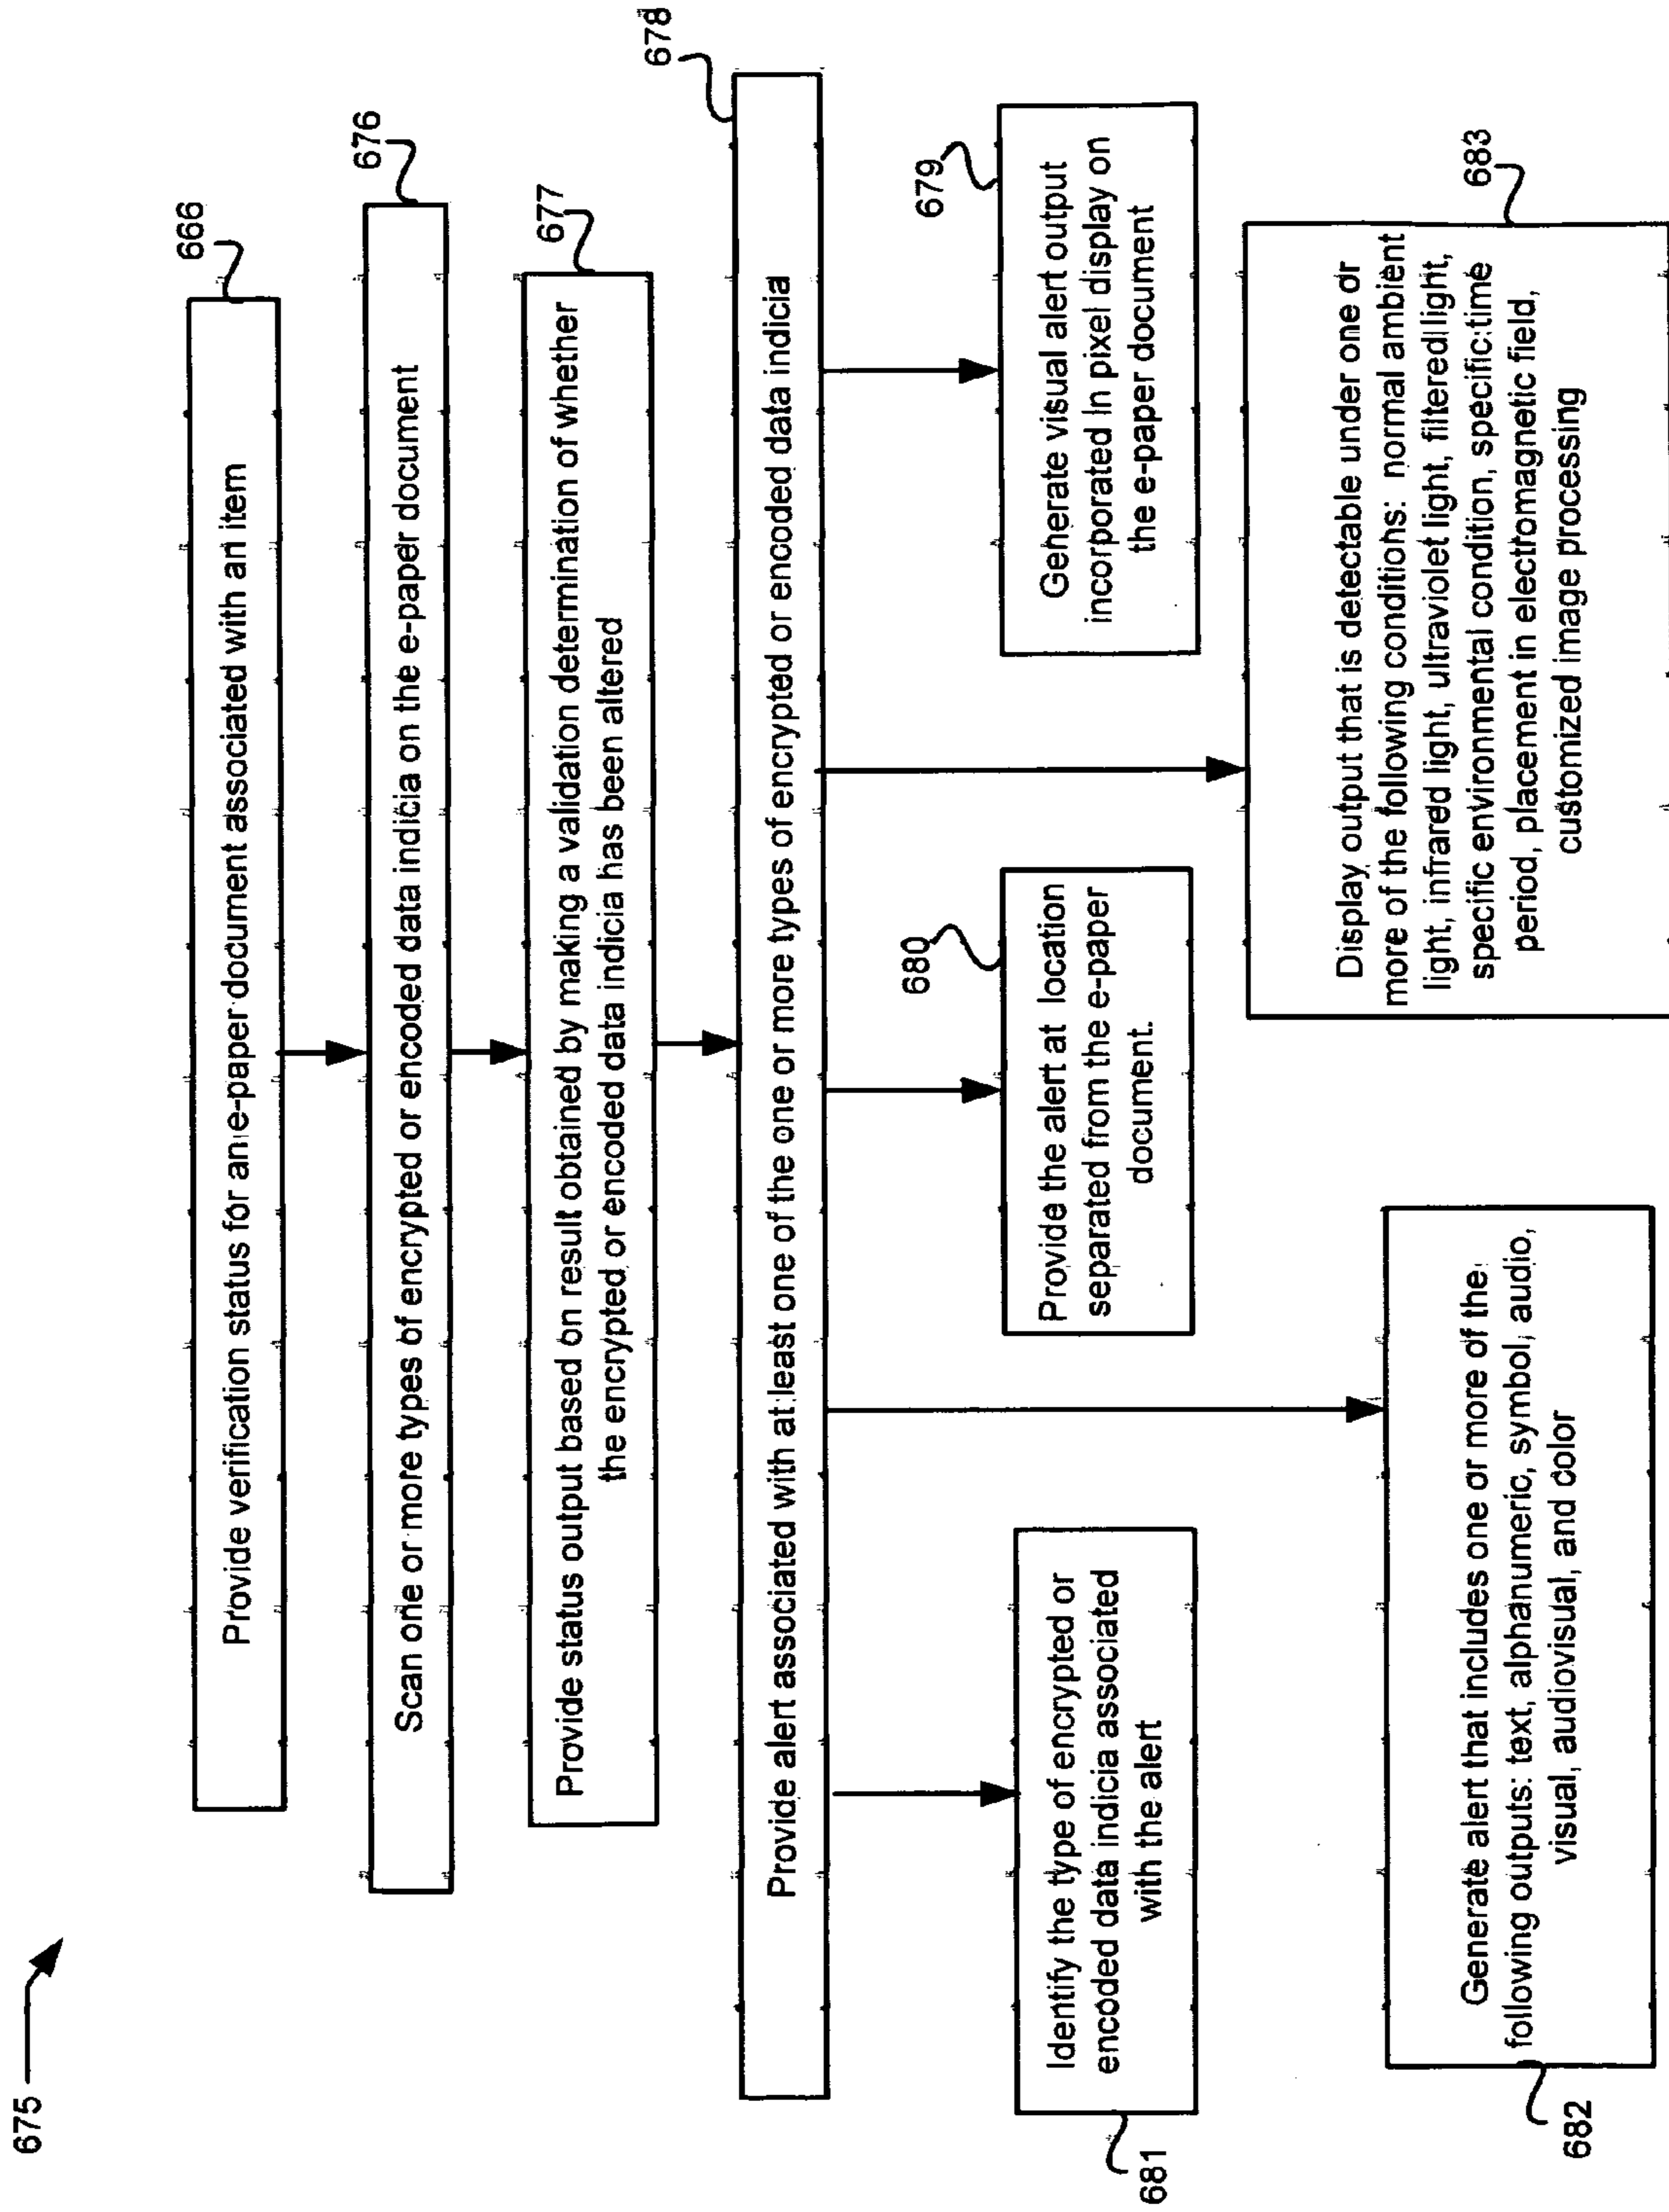 675
666
Provide verification status for an e-paper document associated with an item
676
Scan one or more types of encrypted or encoded data indicia on the e-paper document
677
Provide status output based on result obtained by making a validation determination of whether
the encrypted or encoded data indicia has been altered
678
Provide alert associated with at least one of the one or more types of encrypted or encoded data indicia
681
Identify the type of encrypted or
encoded data indicia associated
with the alert
680
Provide the alert at location
separated from the e-paper
document.
679
Generate visual alert output
incorporated in pixel display on
the e-paper document
682
Generate alert that includes one or more of the
following outputs: text, alphanumeric, symbol, audio,
visual, audiovisual, and color
683
Display output that is detectable under one or
more of the following conditions: normal ambient
light, infrared light, ultraviolet light, filtered light,
specific environmental condition, specific time
period, placement in electromagnetic field,
customized image processing